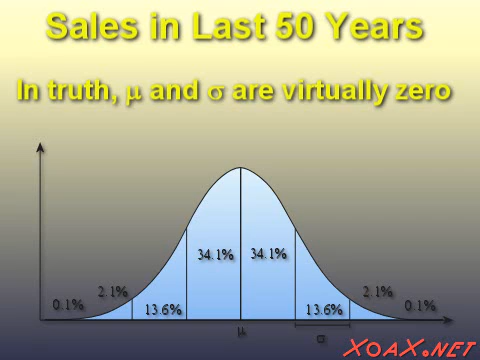 Sales in Last 50 Years
In truth, μ and σ are virtually zero
34.1% 34.1%
0.1% 2.1% 13.6% 13.6% 2.1% 0.1%
μ σ
XOAX.NET